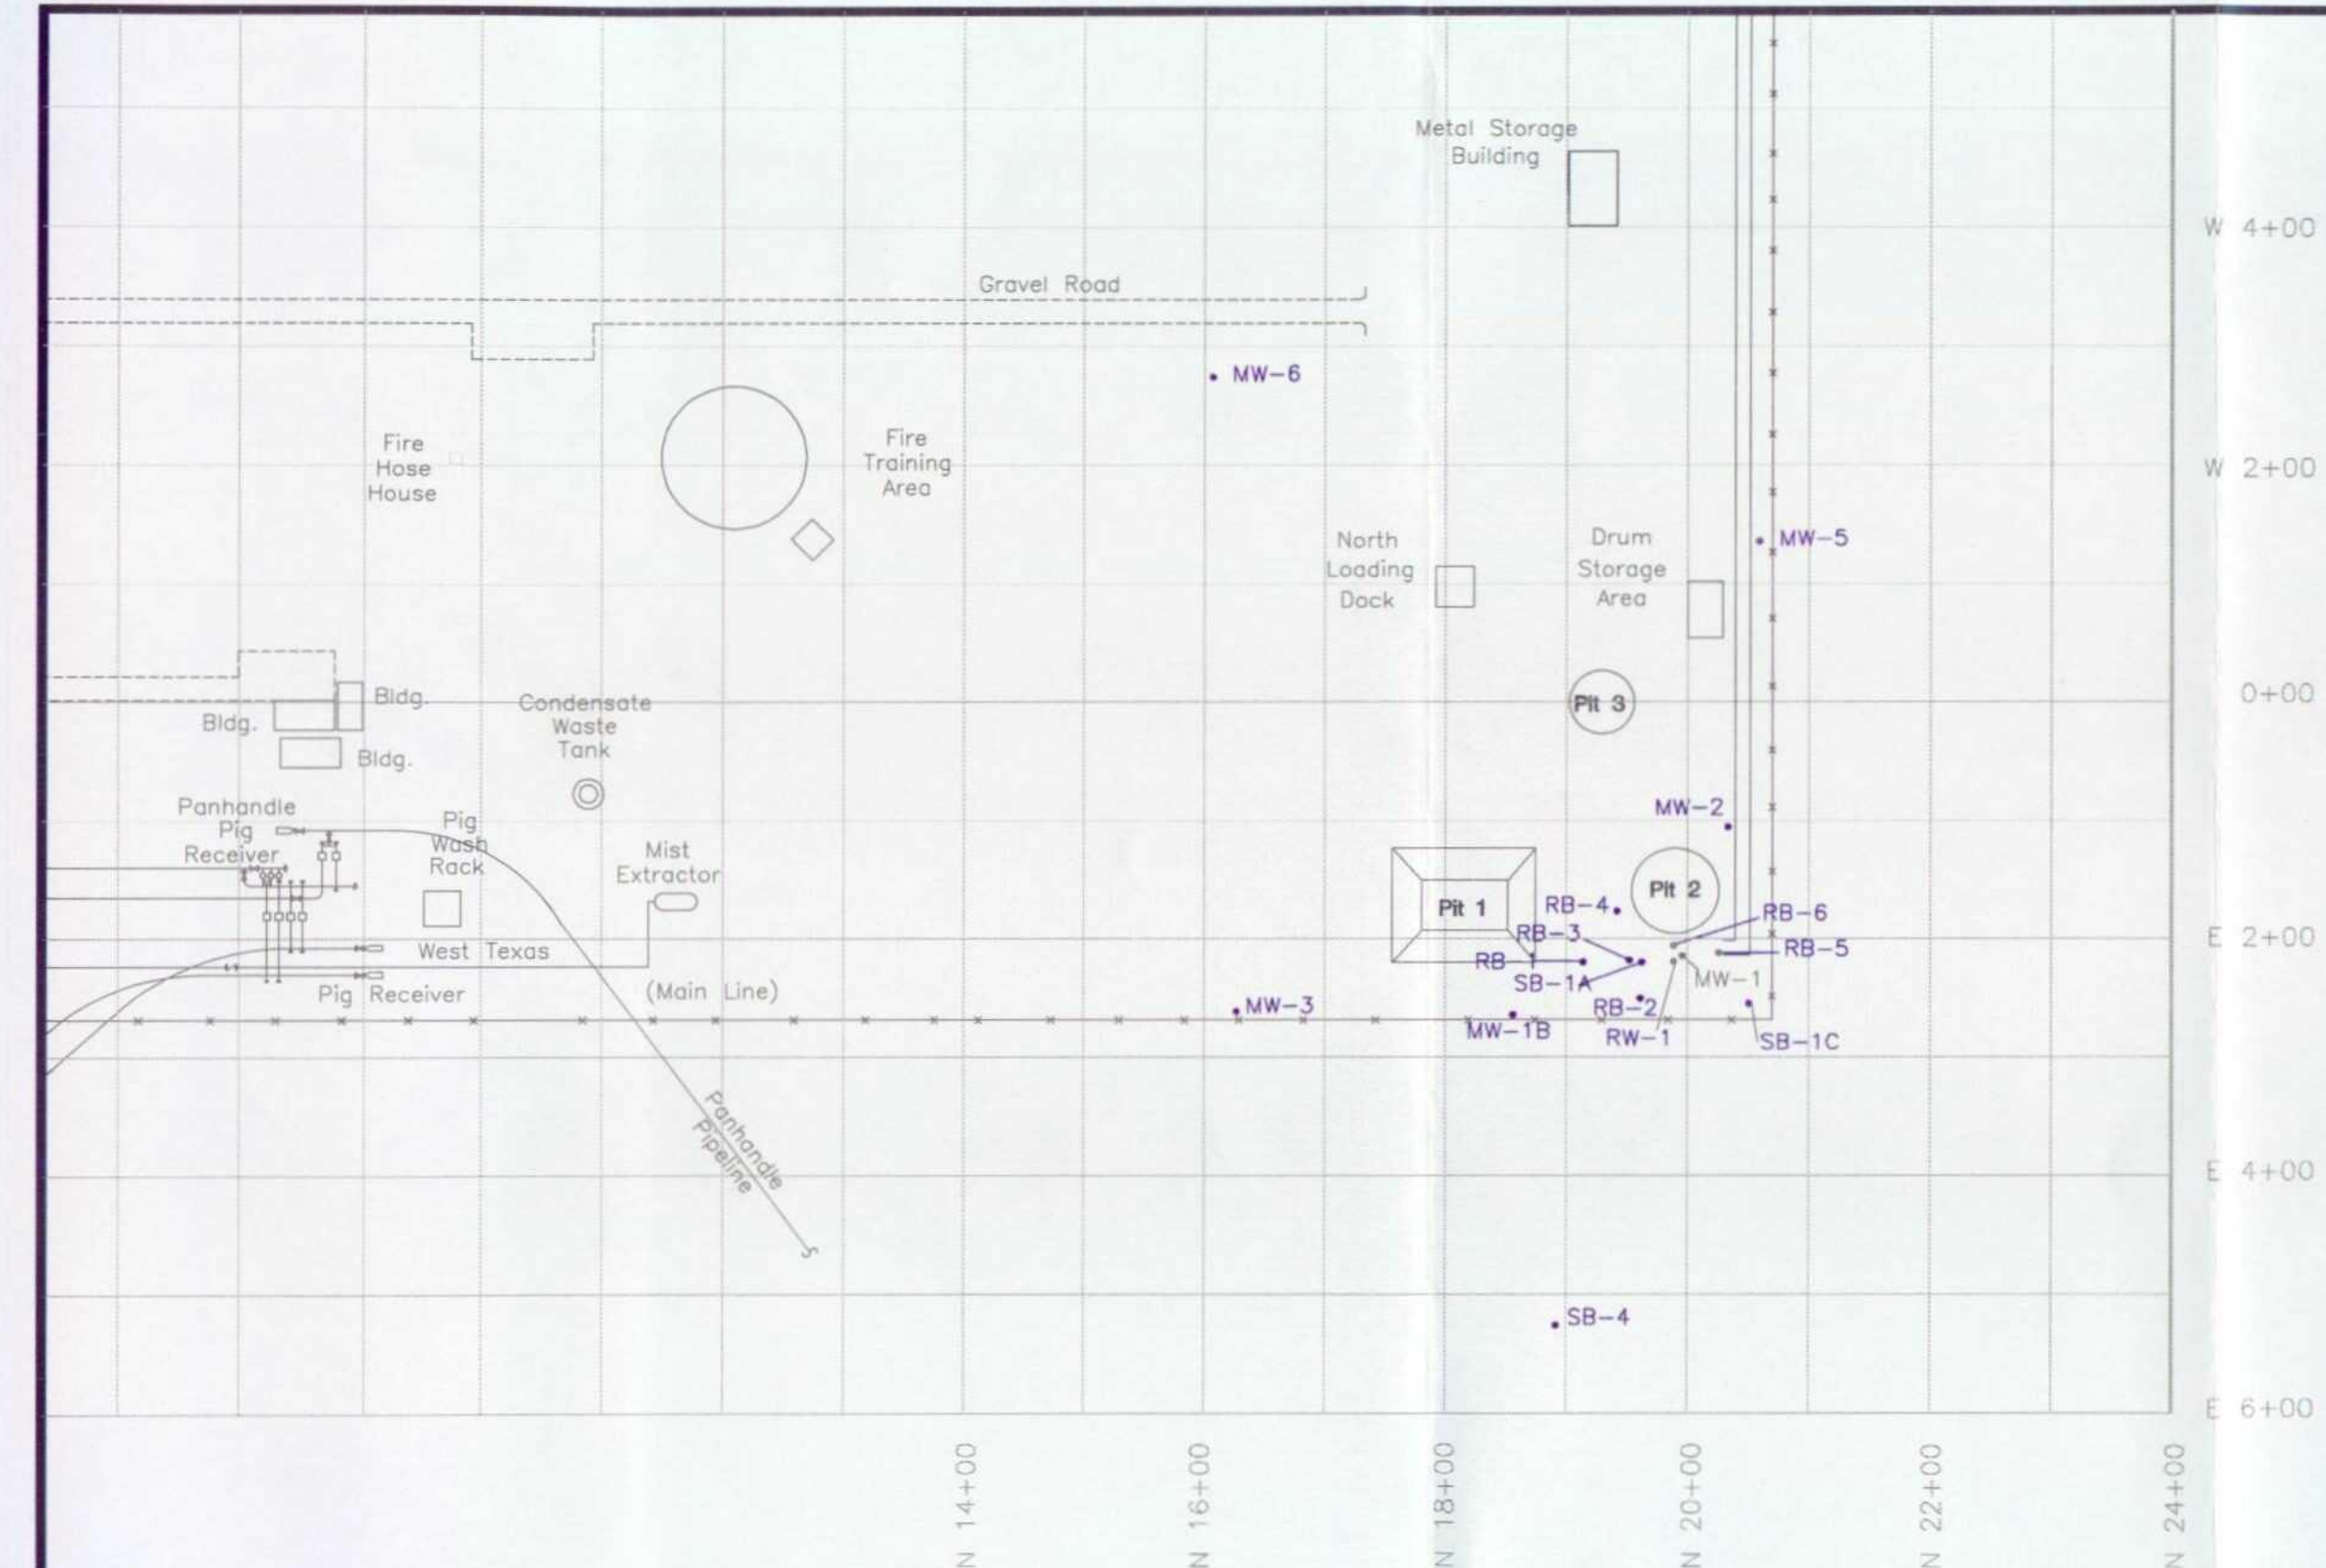 Metal Storage
Building
W 4+00
Gravel Road
MW-6
Fire
Hose
House
Fire
Training
Area
W 2+00
MW-5
North
Loading
Dock
Drum
Storage
Area
Bldg.
Bldg.
Bldg.
Condensate
Waste
Tank
Pit 3
0+00
Panhandle
Pig
Receiver
Pig
Wash
Rack
Mist
Extractor
MW-2
Pit 1
Pit 2
RB-4
RB-6
RB-3
E 2+00
RB-5
West Texas
Pig Receiver
(Main Line)
RB-1
SB-1A
MW-1
MW-3
RB-2
MW-1B
RW-1
SB-1C
Panhandle
Pipeline
E 4+00
SB-4
E 6+00
N 14+00
N 16+00
N 18+00
N 20+00
N 22+00
N 24+00